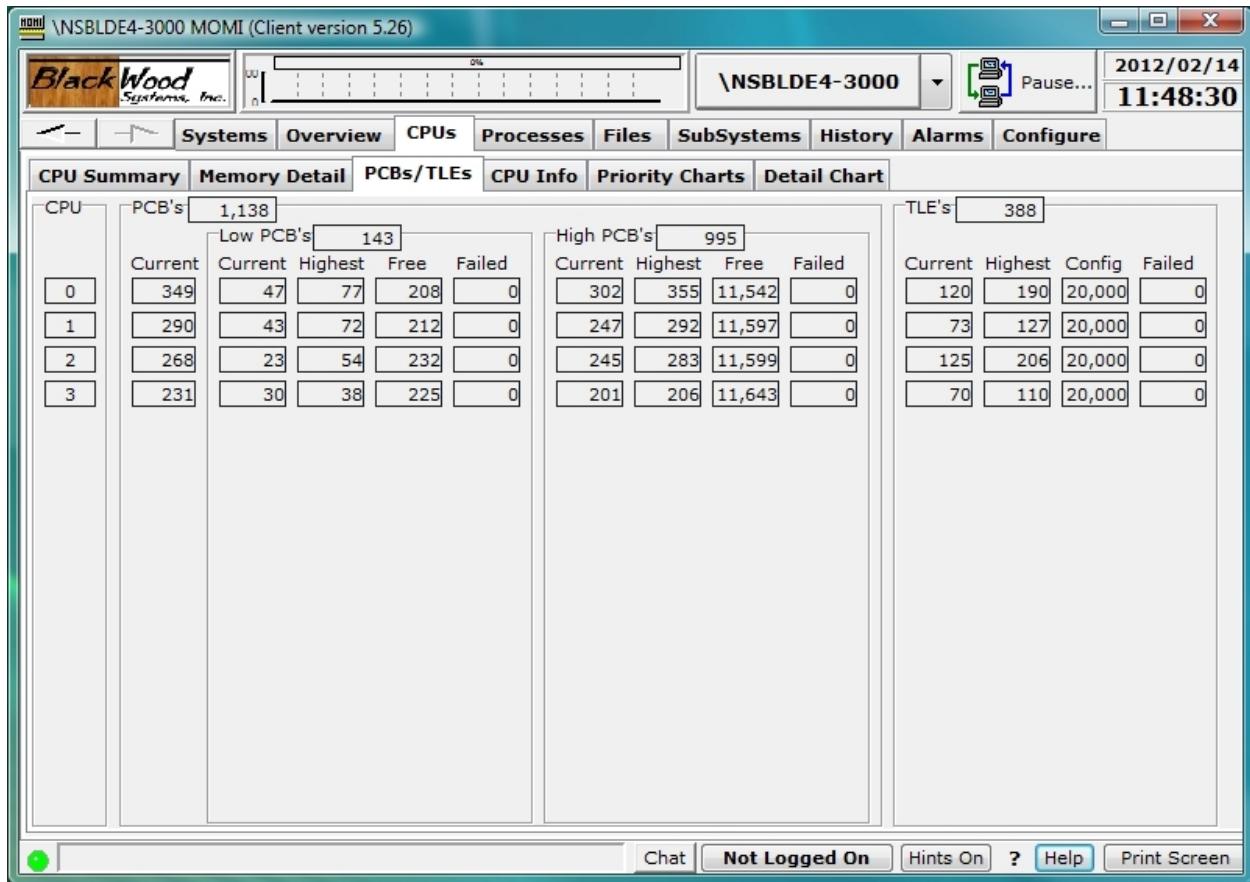 MOMI \NSBLDE4-3000 MOMI (Client version 5.26)
BlackWood
Systems, Inc.
0%
0
\NSBLDE4-3000
Pause...
2012/02/14
11:48:30
Systems Overview CPUs Processes Files SubSystems History Alarms Configure
CPU Summary Memory Detail PCBs/TLEs CPU Info Priority Charts Detail Chart
CPU PCB's 1,138 TLE's 388
Low PCB's 143 High PCB's 995
Current Current Highest Free Failed Current Highest Free Failed Current Highest Config Failed
0 349 47 77 208 0 302 355 11,542 0 120 190 20,000 0
1 290 43 72 212 0 247 292 11,597 0 73 127 20,000 0
2 268 23 54 232 0 245 283 11,599 0 125 206 20,000 0
3 231 30 38 225 0 201 206 11,643 0 70 110 20,000 0
Chat Not Logged On Hints On ? Help Print Screen